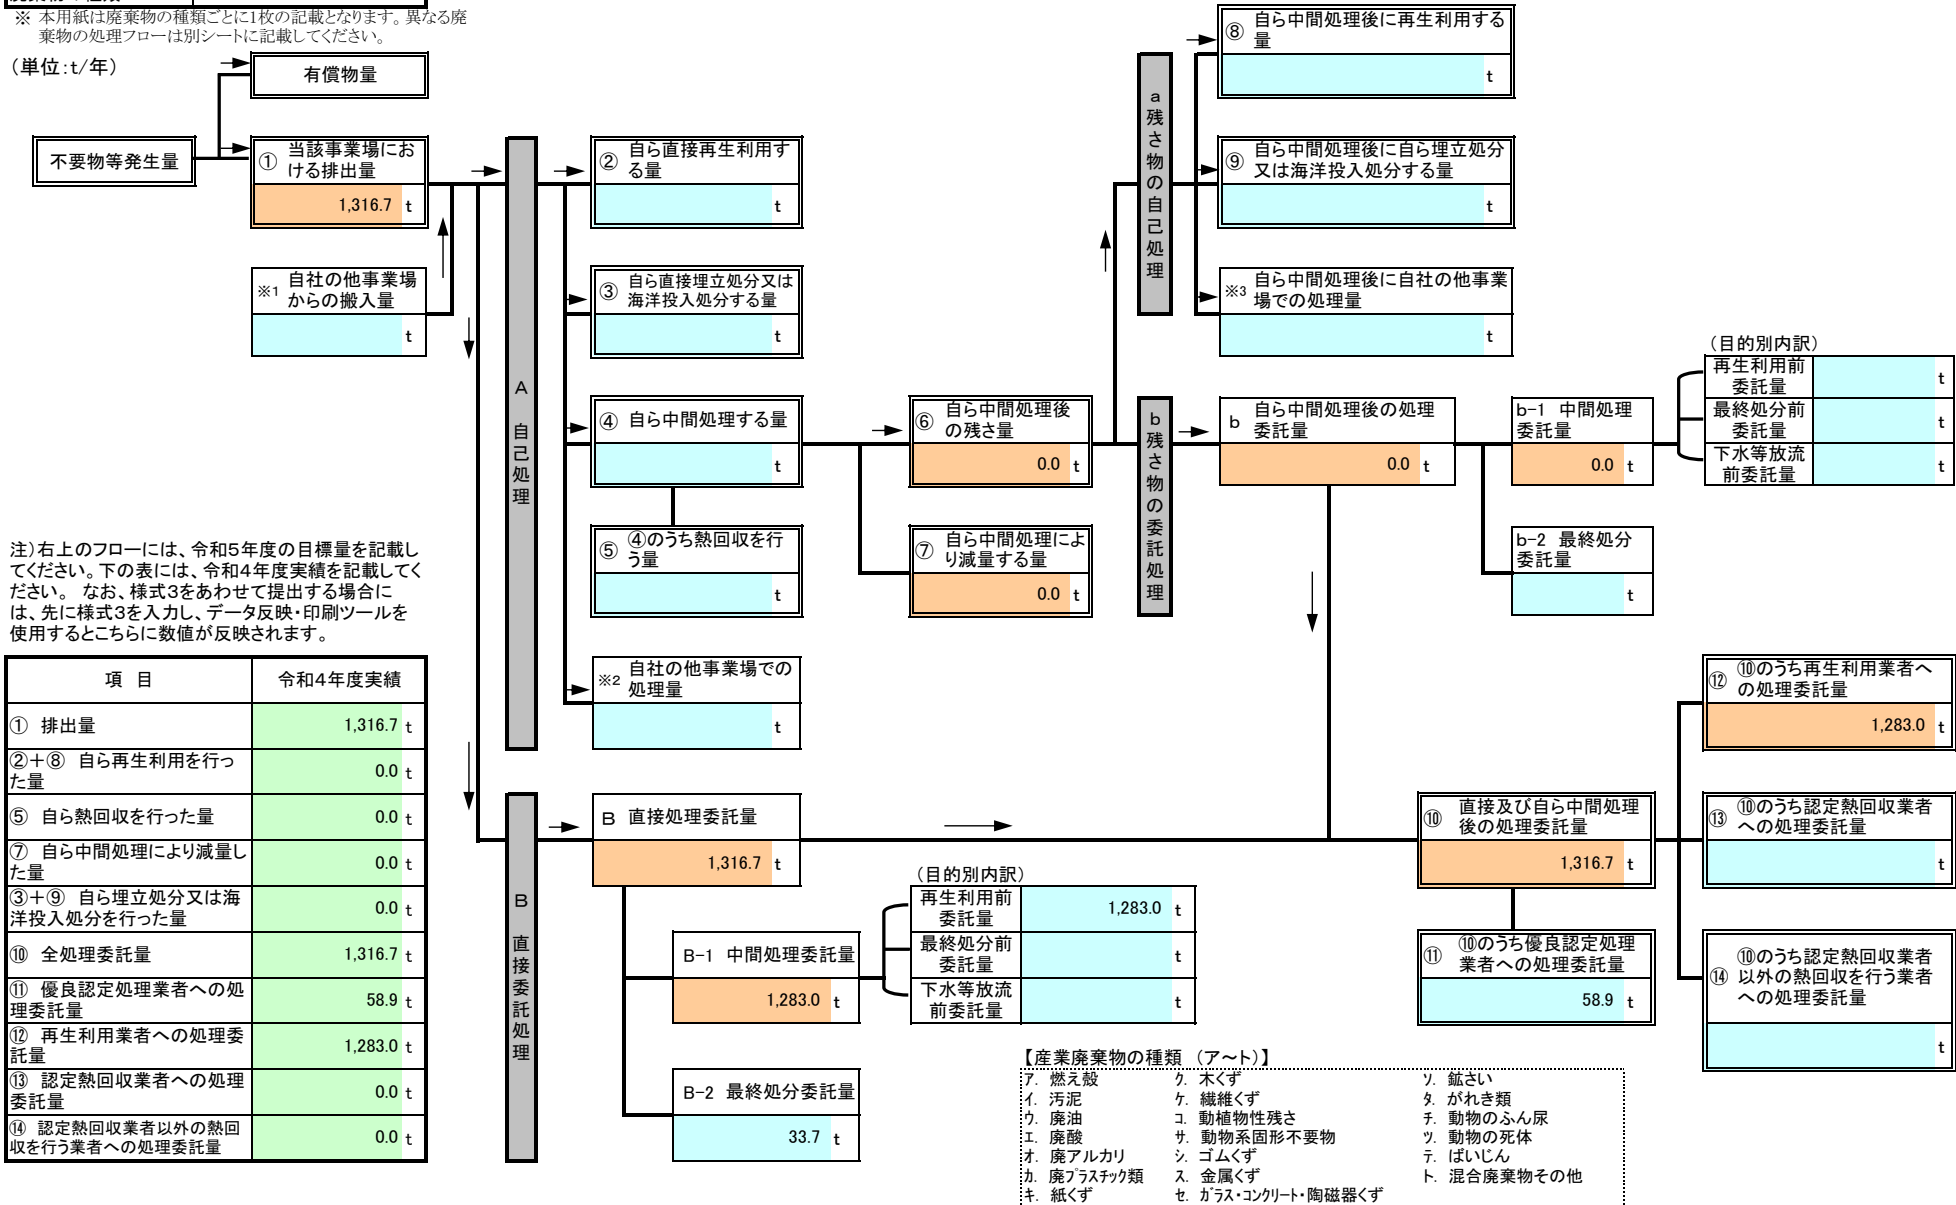 ※ 本用紙は廃棄物の種類ごとに1枚の記載となります。異なる廃
棄物の処理フローは別シートに記載してください。
(単位:t/年)
有償物量
不要物等発生量
① 当該事業場にお
ける排出量
1,316.7 t
※1 自社の他事業場
からの搬入量
t
A 自己処理
② 自ら直接再生利用す
る量
t
③ 自ら直接埋立処分又は
海洋投入処分する量
t
④ 自ら中間処理する量
t
⑤ ④のうち熱回収を行
う量
t
※2 自社の他事業場での
処理量
t
⑥ 自ら中間処理後
の残さ量
0.0 t
⑦ 自ら中間処理によ
り減量する量
0.0 t
a残さ物の自己処理
⑧ 自ら中間処理後に再生利用する
量
t
⑨ 自ら中間処理後に自ら埋立処分
又は海洋投入処分する量
t
※3 自ら中間処理後に自社の他事業
場での処理量
t
b残さ物の委託処理
b 自ら中間処理後の処理
委託量
0.0 t
b-1 中間処理
委託量
0.0 t
(目的別内訳)
再生利用前
委託量
t
最終処分前
委託量
t
下水等放流
前委託量
t
b-2 最終処分
委託量
t
注)右上のフローには、令和5年度の目標量を記載し
てください。下の表には、令和4年度実績を記載してく
ださい。 なお、様式3をあわせて提出する場合に
は、先に様式3を入力し、データ反映・印刷ツールを
使用するとこちらに数値が反映されます。
項 目 令和4年度実績
① 排出量 1,316.7 t
②+⑧ 自ら再生利用を行っ
た量 0.0 t
⑤ 自ら熱回収を行った量 0.0 t
⑦ 自ら中間処理により減量し
た量 0.0 t
③+⑨ 自ら埋立処分又は海
洋投入処分を行った量 0.0 t
⑩ 全処理委託量 1,316.7 t
⑪ 優良認定処理業者への処
理委託量 58.9 t
⑫ 再生利用業者への処理委
託量 1,283.0 t
⑬ 認定熱回収業者への処理
委託量 0.0 t
⑭ 認定熱回収業者以外の熱回
収を行う業者への処理委託量 0.0 t
B 直接委託処理
B 直接処理委託量
1,316.7 t
B-1 中間処理委託量
1,283.0 t
(目的別内訳)
再生利用前
委託量
1,283.0 t
最終処分前
委託量
t
下水等放流
前委託量
t
B-2 最終処分委託量
33.7 t
⑩ 直接及び自ら中間処理
後の処理委託量
1,316.7 t
⑪ ⑩のうち優良認定処理
業者への処理委託量
58.9 t
⑫ ⑩のうち再生利用業者へ
の処理委託量
1,283.0 t
⑬ ⑩のうち認定熱回収業者
への処理委託量
t
⑭ ⑩のうち認定熱回収業者
以外の熱回収を行う業者
への処理委託量
t
【産業廃棄物の種類 (ア~ト)】
ア. 燃え殻 ク. 木くず ソ. 鉱さい
イ. 汚泥 ケ. 繊維くず タ. がれき類
ウ. 廃油 コ. 動植物性残さ チ. 動物のふん尿
エ. 廃酸 サ. 動物系固形不要物 ツ. 動物の死体
オ. 廃アルカリ シ. ゴムくず テ. ばいじん
カ. 廃プラスチック類 ス. 金属くず ト. 混合廃棄物その他
キ. 紙くず セ. ガラス・コンクリート・陶磁器くず